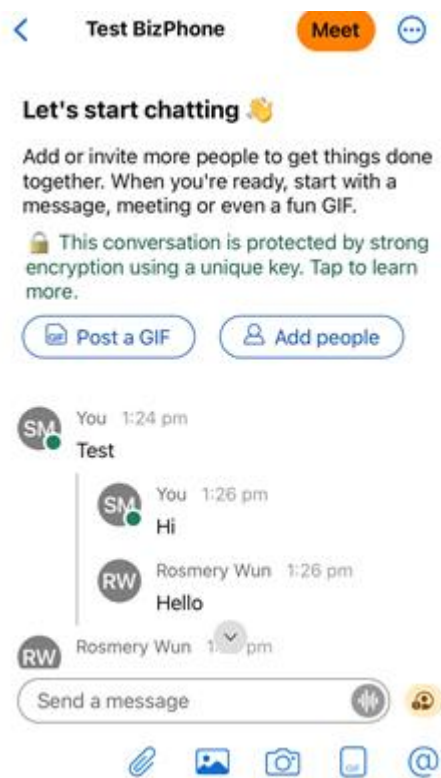 Test BizPhone
Meet
Let's start chatting 👋
Add or invite more people to get things done
together. When you're ready, start with a
message, meeting or even a fun GIF.
🔒 This conversation is protected by strong
encryption using a unique key. Tap to learn
more.
GIF Post a GIF
Add people
SM You 1:24 pm
Test
SM You 1:26 pm
Hi
RW Rosmery Wun 1:26 pm
Hello
RW Rosmery Wun pm
Send a message
GIF @